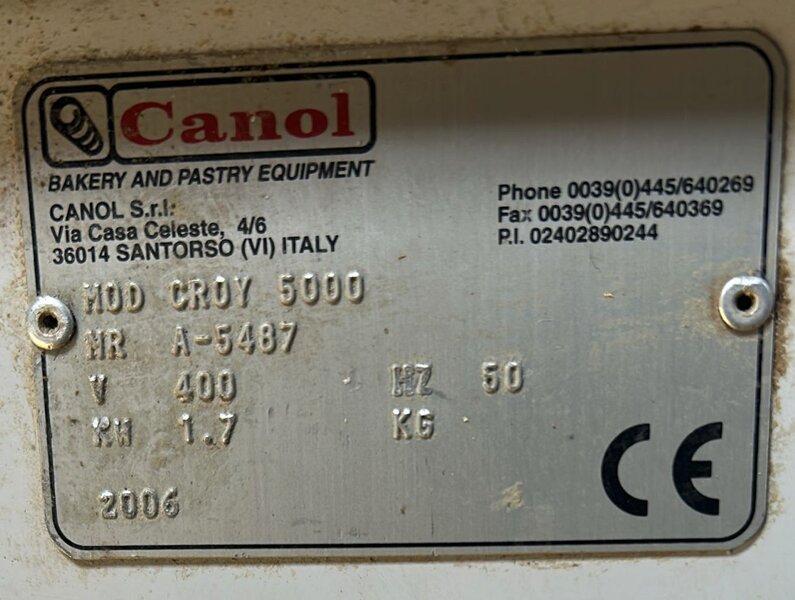 Canol
BAKERY AND PASTRY EQUIPMENT
CANOL S.r.l.
Via Casa Celeste, 4/6
36014 SANTORSO (VI) ITALY
Phone 0039(0)445/640269
Fax 0039(0)445/640369
P.I. 02402890244
MOD CROY 5000
NR A-5487
V 400 HZ 50
KW 1.7 KG
2006
CE